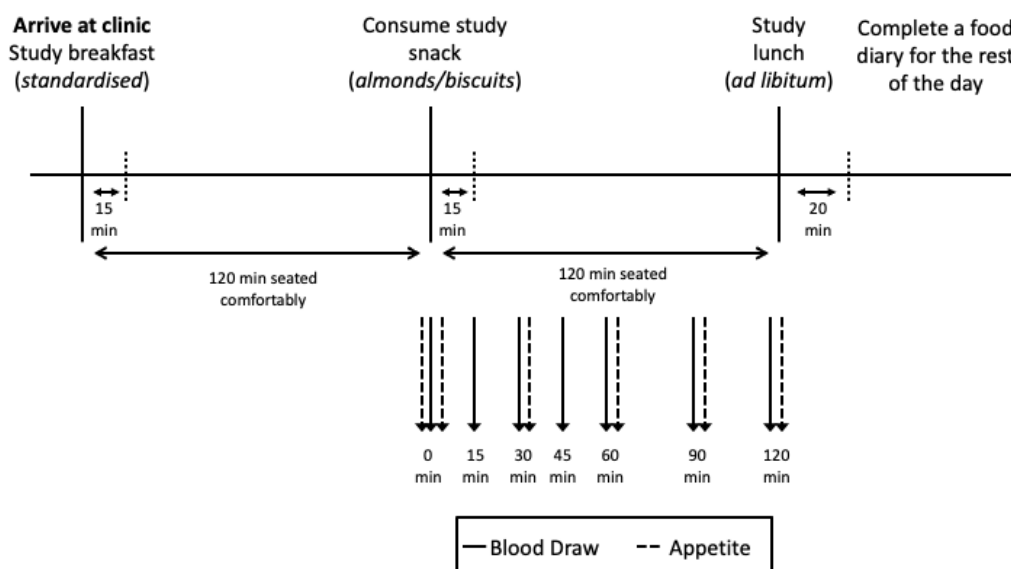 Arrive at clinic
Study breakfast
(standardised)
Consume study
snack
(almonds/biscuits)
Study
lunch
(ad libitum)
Complete a food
diary for the rest
of the day
15
min
15
min
20
min
120 min seated
comfortably
120 min seated
comfortably
0
min
15
min
30
min
45
min
60
min
90
min
120
min
Blood Draw
Appetite